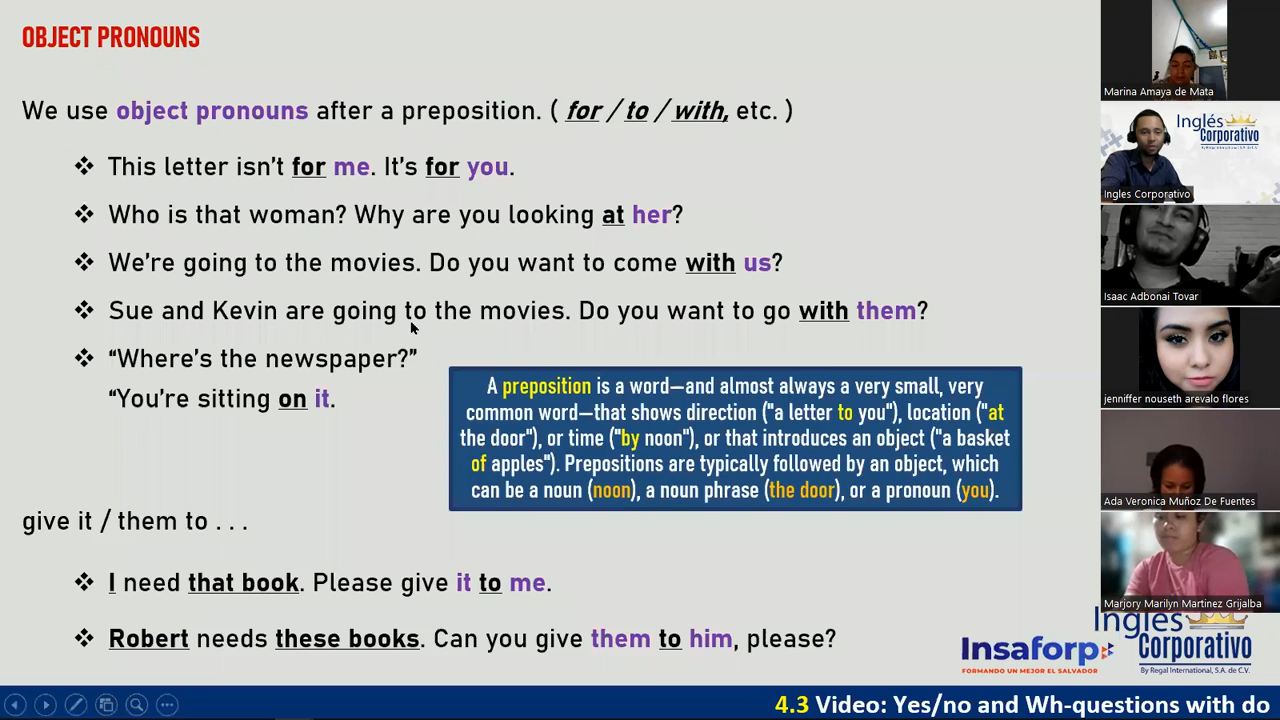 OBJECT PRONOUNS
We use object pronouns after a preposition. ( for / to / with, etc. )
❖ This letter isn't for me. It's for you.
❖ Who is that woman? Why are you looking at her?
❖ We're going to the movies. Do you want to come with us?
❖ Sue and Kevin are going to the movies. Do you want to go with them?
❖ “Where's the newspaper?”
“You're sitting on it.
A preposition is a word—and almost always a very small, very
common word—that shows direction ("a letter to you"), location ("at
the door"), or time ("by noon"), or that introduces an object ("a basket
of apples"). Prepositions are typically followed by an object, which
can be a noun (noon), a noun phrase (the door), or a pronoun (you).
give it / them to . . .
❖ I need that book. Please give it to me.
❖ Robert needs these books. Can you give them to him, please?
Marina Amaya de Mata
Inglés
Corporativo
By Regal International, S.A. de C.V.
Ingles Corporativo
Isaac Adbonai Tovar
jenniffer nouseth arevalo flores
Ada Veronica Muñoz De Fuentes
Marjory Marilyn Martinez Grijalba
Insaforp
FORMANDO UN MEJOR EL SALVADOR
Inglés
Corporativo
By Regal International, S.A. de C.V.
4.3 Video: Yes/no and Wh-questions with do